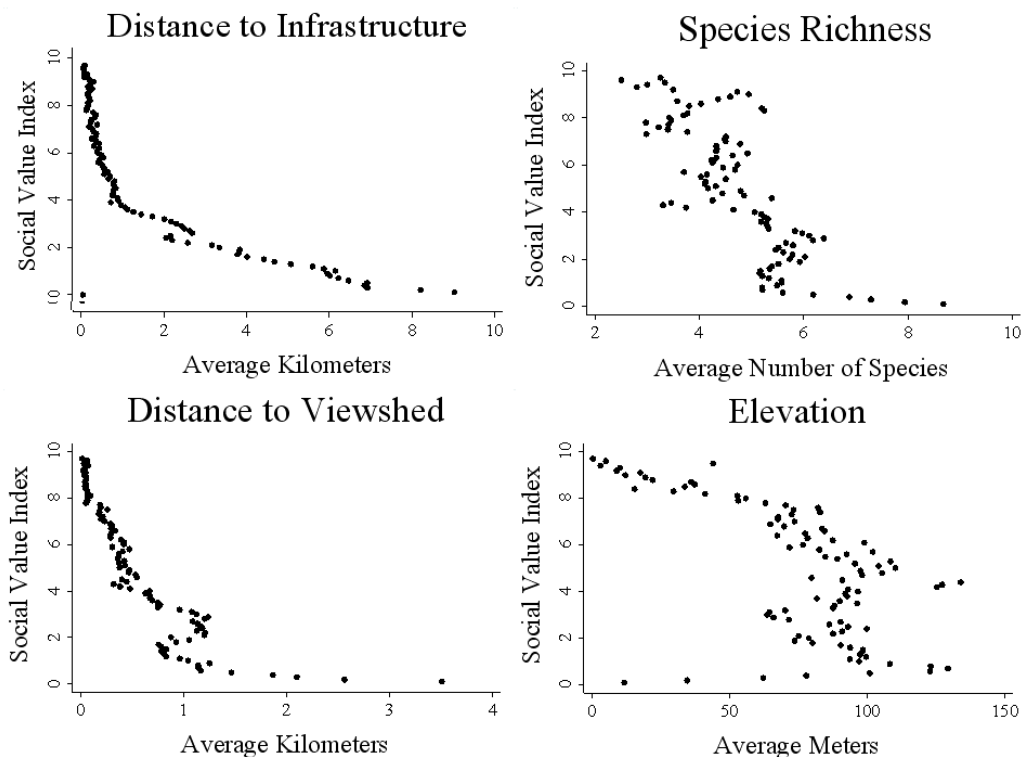 Distance to Infrastructure
Social Value Index
10
8
6
4
2
0
0 2 4 6 8 10
Average Kilometers
Species Richness
Social Value Index
10
8
6
4
2
0
2 4 6 8 10
Average Number of Species
Distance to Viewshed
Social Value Index
10
8
6
4
2
0
0 1 2 3 4
Average Kilometers
Elevation
Social Value Index
10
8
6
4
2
0
0 50 100 150
Average Meters